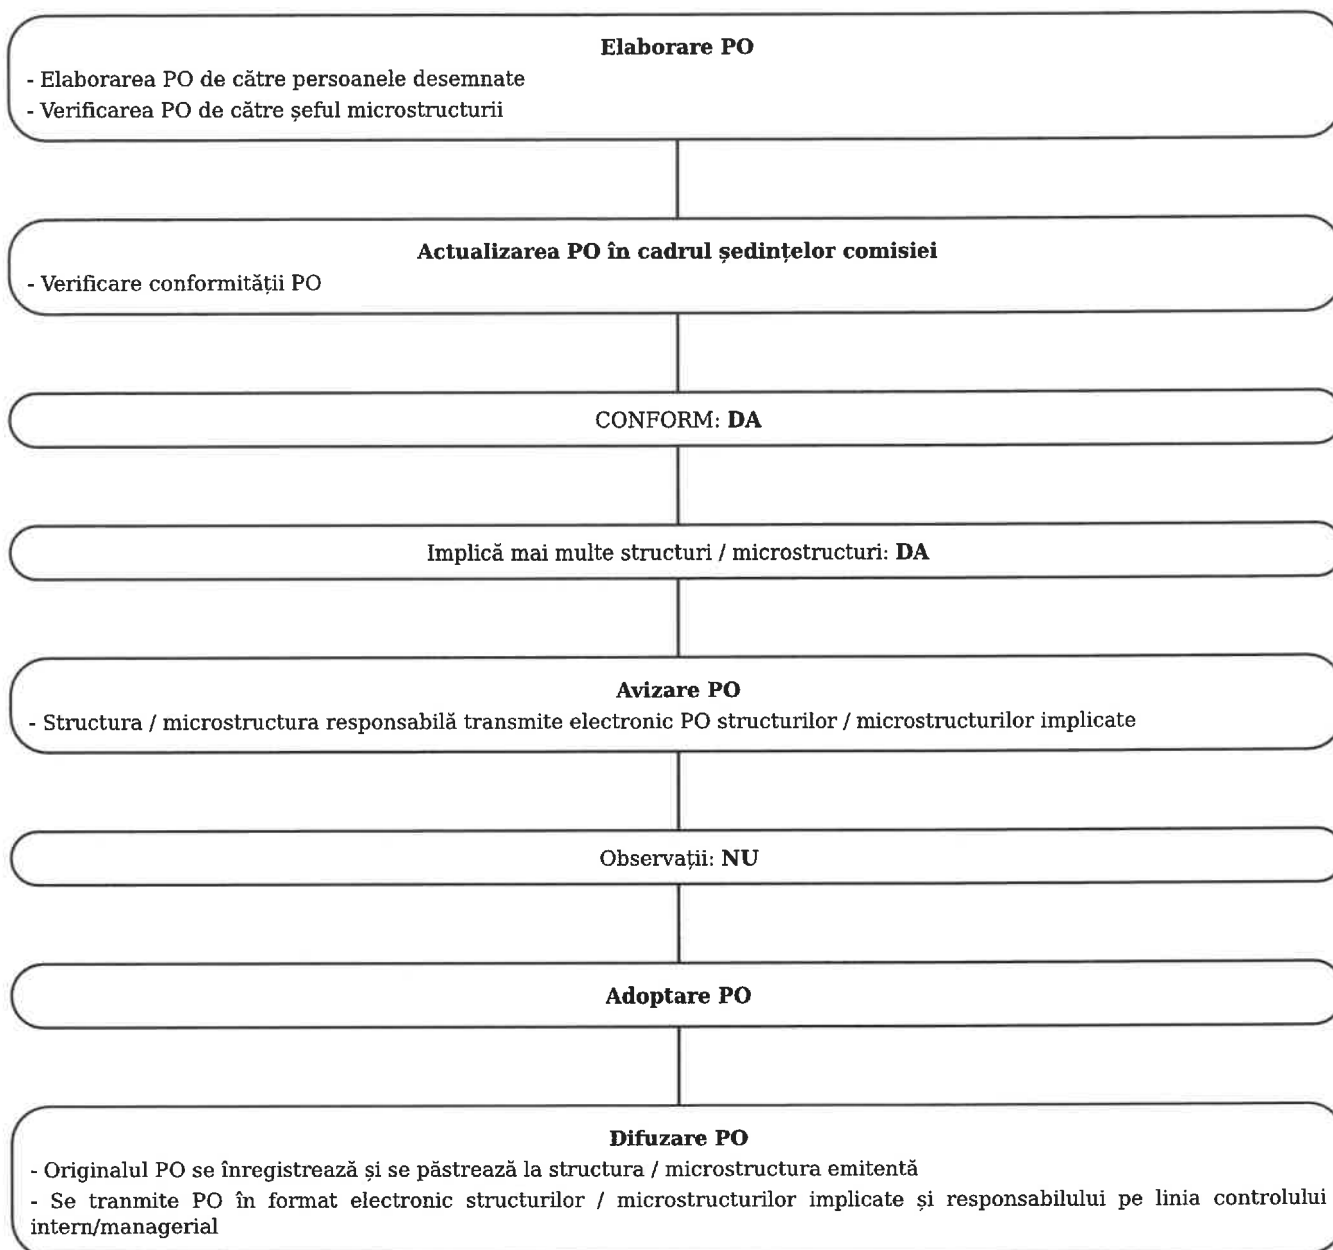 Elaborare PO
- Elaborarea PO de către persoanele desemnate
- Verificarea PO de către șeful microstructurii
Actualizarea PO în cadrul ședințelor comisiei
- Verificare conformității PO
CONFORM: DA
Implică mai multe structuri / microstructuri: DA
Avizare PO
- Structura / microstructura responsabilă transmite electronic PO structurilor / microstructurilor implicate
Observații: NU
Adoptare PO
Difuzare PO
- Originalul PO se înregistrează și se păstrează la structura / microstructura emitentă
- Se tranmite PO în format electronic structurilor / microstructurilor implicate și responsabilului pe linia controlului
intern/managerial